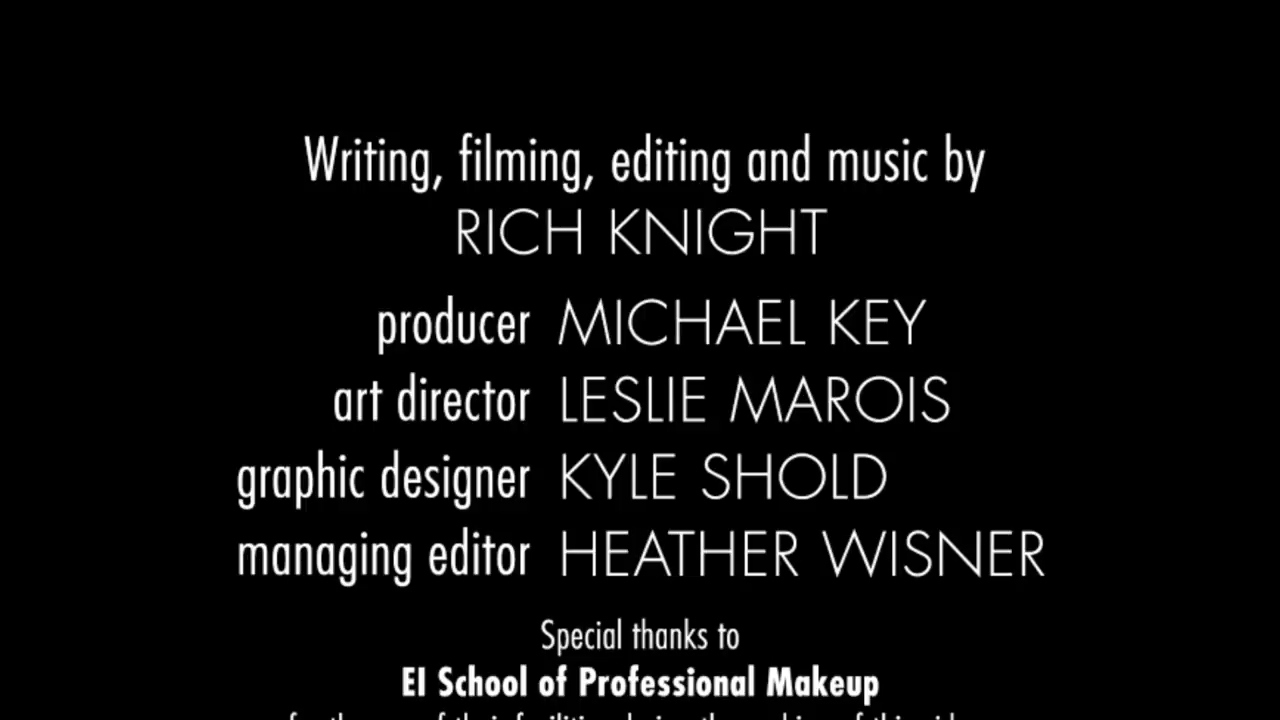 Writing, filming, editing and music by
RICH KNIGHT
producer MICHAEL KEY
art director LESLIE MAROIS
graphic designer KYLE SHOLD
managing editor HEATHER WISNER
Special thanks to
EI School of Professional Makeup